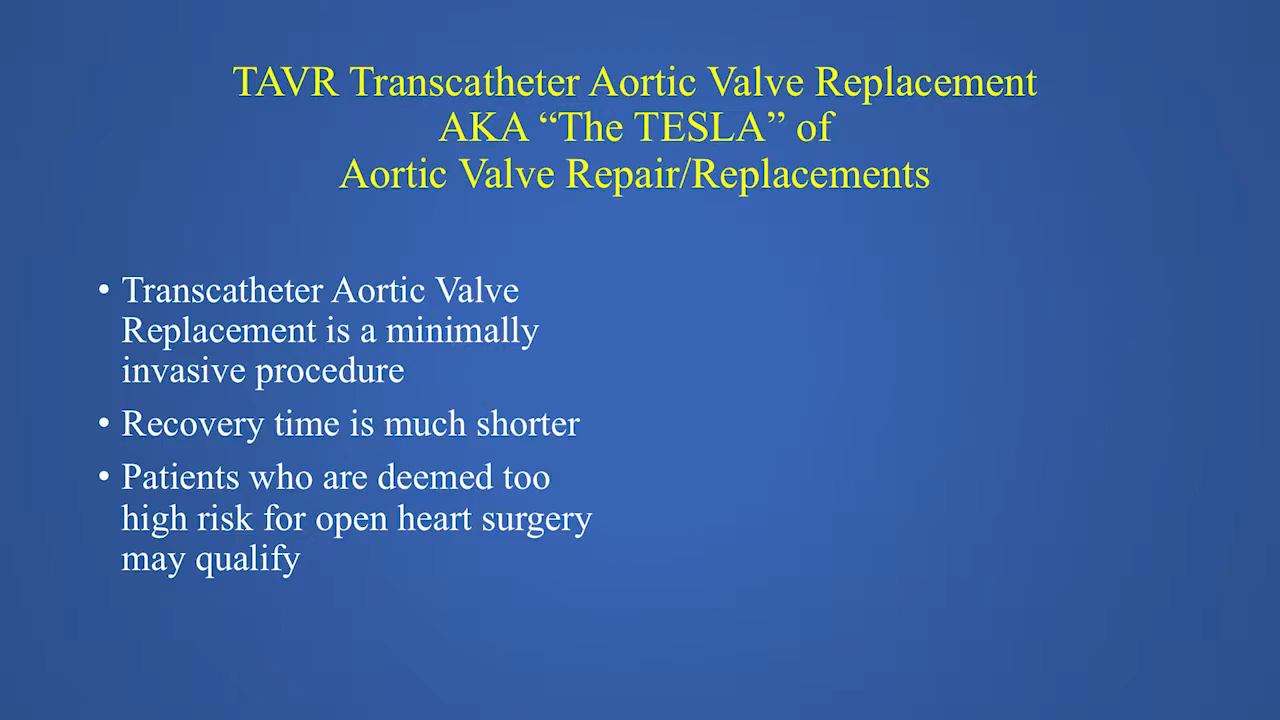 TAVR Transcatheter Aortic Valve Replacement
AKA “The TESLA” of
Aortic Valve Repair/Replacements
• Transcatheter Aortic Valve
Replacement is a minimally
invasive procedure
• Recovery time is much shorter
• Patients who are deemed too
high risk for open heart surgery
may qualify